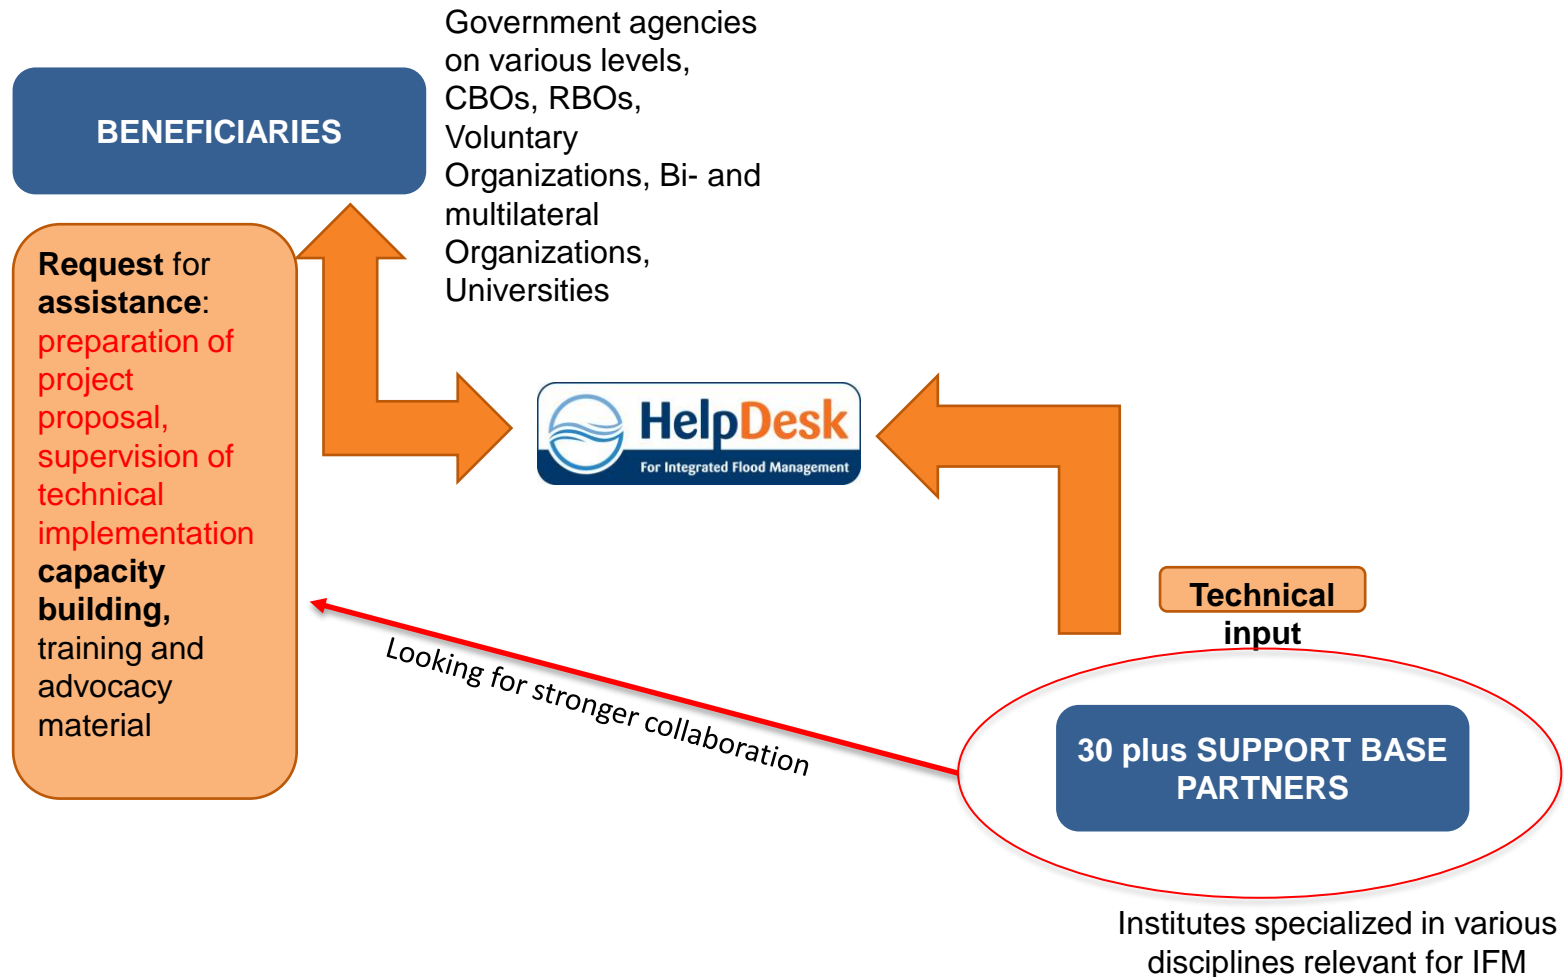 Government agencies
on various levels,
CBOs, RBOs,
Voluntary
Organizations, Bi- and
multilateral
Organizations,
Universities
BENEFICIARIES
Request for
assistance:
preparation of
project
proposal,
supervision of
technical
implementation
capacity
building,
training and
advocacy
material
HelpDesk
For Integrated Flood Management
Looking for stronger collaboration
Technical
input
30 plus SUPPORT BASE
PARTNERS
Institutes specialized in various
disciplines relevant for IFM